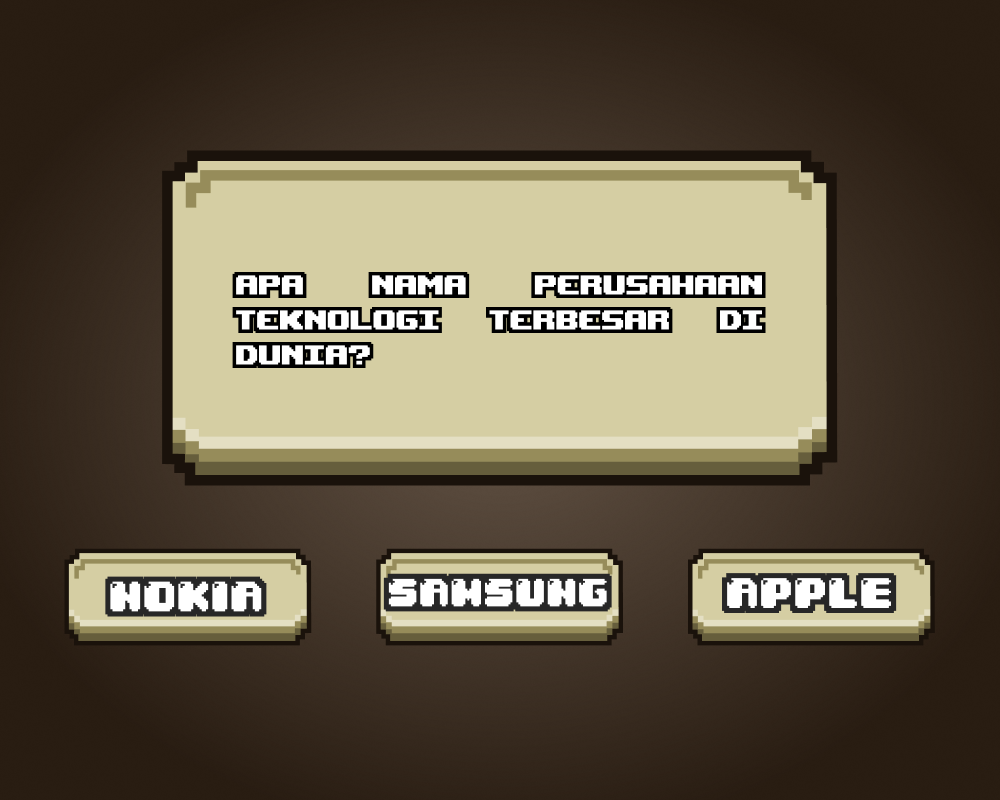 APA NAMA PERUSAHAAN
TEKNOLOGI TERBESAR DI
DUNIA?
NOKIA
SAMSUNG
APPLE